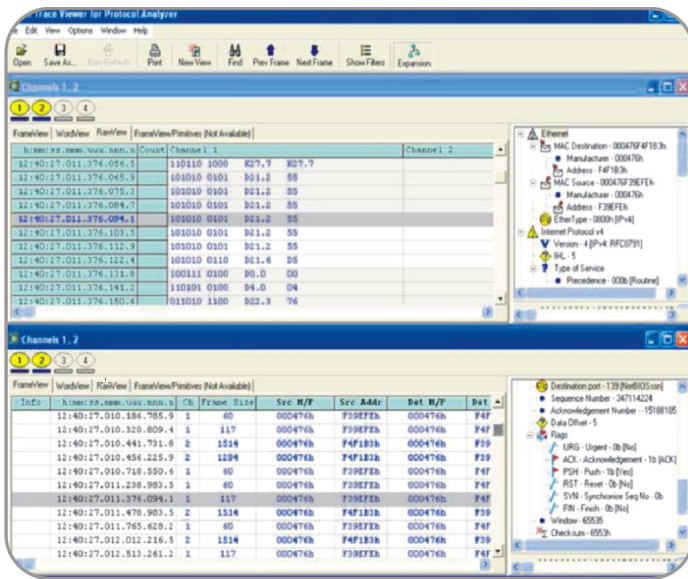 Trace Viewer for Protocol Analyzer
Edit View Options Window Help
Open Save As... Print New View Find Prev Frame Next Frame Show Filters Expansion
Channels 1, 2
1 2 3 4
FrameView WordView RawView FrameView/Primitives (Not Available)
h:mm:ss.mmm.uuu.nnn.n Count Channel 1 Channel 2
12:40:27.011.376.056.5 110110 1000 K27.7 K27.7
12:40:27.011.376.065.9 101010 0101 D21.2 55
12:40:27.011.376.075.3 101010 0101 D21.2 55
12:40:27.011.376.084.7 101010 0101 D21.2 55
12:40:27.011.376.094.1 101010 0101 D21.2 55
12:40:27.011.376.103.5 101010 0101 D21.2 55
12:40:27.011.376.112.9 101010 0101 D21.2 55
12:40:27.011.376.122.4 101010 0110 D21.6 D5
12:40:27.011.376.131.8 100111 0100 D0.0 00
12:40:27.011.376.141.2 110101 0100 D4.0 04
12:40:27.011.376.150.6 011010 1100 D22.3 76
Ethernet
MAC Destination - 000476F4F1B3h
Manufacturer - 000476h
Address - F4F1B3h
MAC Source - 000476F39EFEh
Manufacturer - 000476h
Address - F39EFEh
EtherType - 0800h [IPv4]
Internet Protocol v4
Version - 4 [IPv4: RFC0791]
IHL - 5
Type of Service
Precedence - 000b [Routine]
Channels 1, 2
1 2 3 4
FrameView WordView RawView FrameView/Primitives (Not Available)
Info h:mm:ss.mmm.uuu.nnn.n Ch Frame Size Src M/F Src Addr Dst M/F Dst
12:40:27.010.186.785.9 1 60 000476h F39EFEh 000476h F4F
12:40:27.010.320.809.4 1 117 000476h F39EFEh 000476h F4F
12:40:27.010.441.731.8 2 1514 000476h F4F1B3h 000476h F39
12:40:27.010.456.225.9 2 1294 000476h F4F1B3h 000476h F39
12:40:27.010.718.550.6 1 60 000476h F39EFEh 000476h F4F
12:40:27.011.238.983.5 1 60 000476h F39EFEh 000476h F4F
12:40:27.011.376.094.1 1 117 000476h F39EFEh 000476h F4F
12:40:27.011.478.983.5 2 1514 000476h F4F1B3h 000476h F39
12:40:27.011.765.628.2 1 60 000476h F39EFEh 000476h F4F
12:40:27.012.012.216.5 2 1514 000476h F4F1B3h 000476h F39
12:40:27.012.513.261.2 1 117 000476h F39EFEh 000476h F4F
Destination port - 139 [NetBIOS ssn]
Sequence Number - 347114224
Acknowledgement Number - -15188105
Data Offset - 5
Flags
URG - Urgent - 0b [No]
ACK - Acknowledgement - 1b [ACK]
PSH - Push - 1b [Yes]
RST - Reset - 0b [No]
SYN - Synchronise Seq No - 0b
FIN - Finish - 0b [No]
Window - 65535
Checksum - 6553h